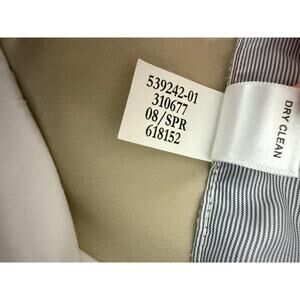 539242-01
310677
08/SPR
618152
DRY CLEAN